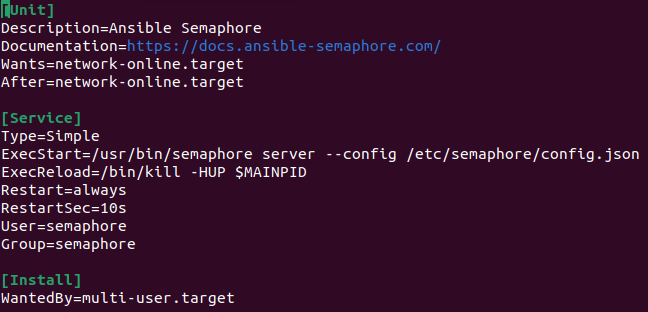 [Unit]
Description=Ansible Semaphore
Documentation=https://docs.ansible-semaphore.com/
Wants=network-online.target
After=network-online.target

[Service]
Type=Simple
ExecStart=/usr/bin/semaphore server --config /etc/semaphore/config.json
ExecReload=/bin/kill -HUP $MAINPID
Restart=always
RestartSec=10s
User=semaphore
Group=semaphore

[Install]
WantedBy=multi-user.target